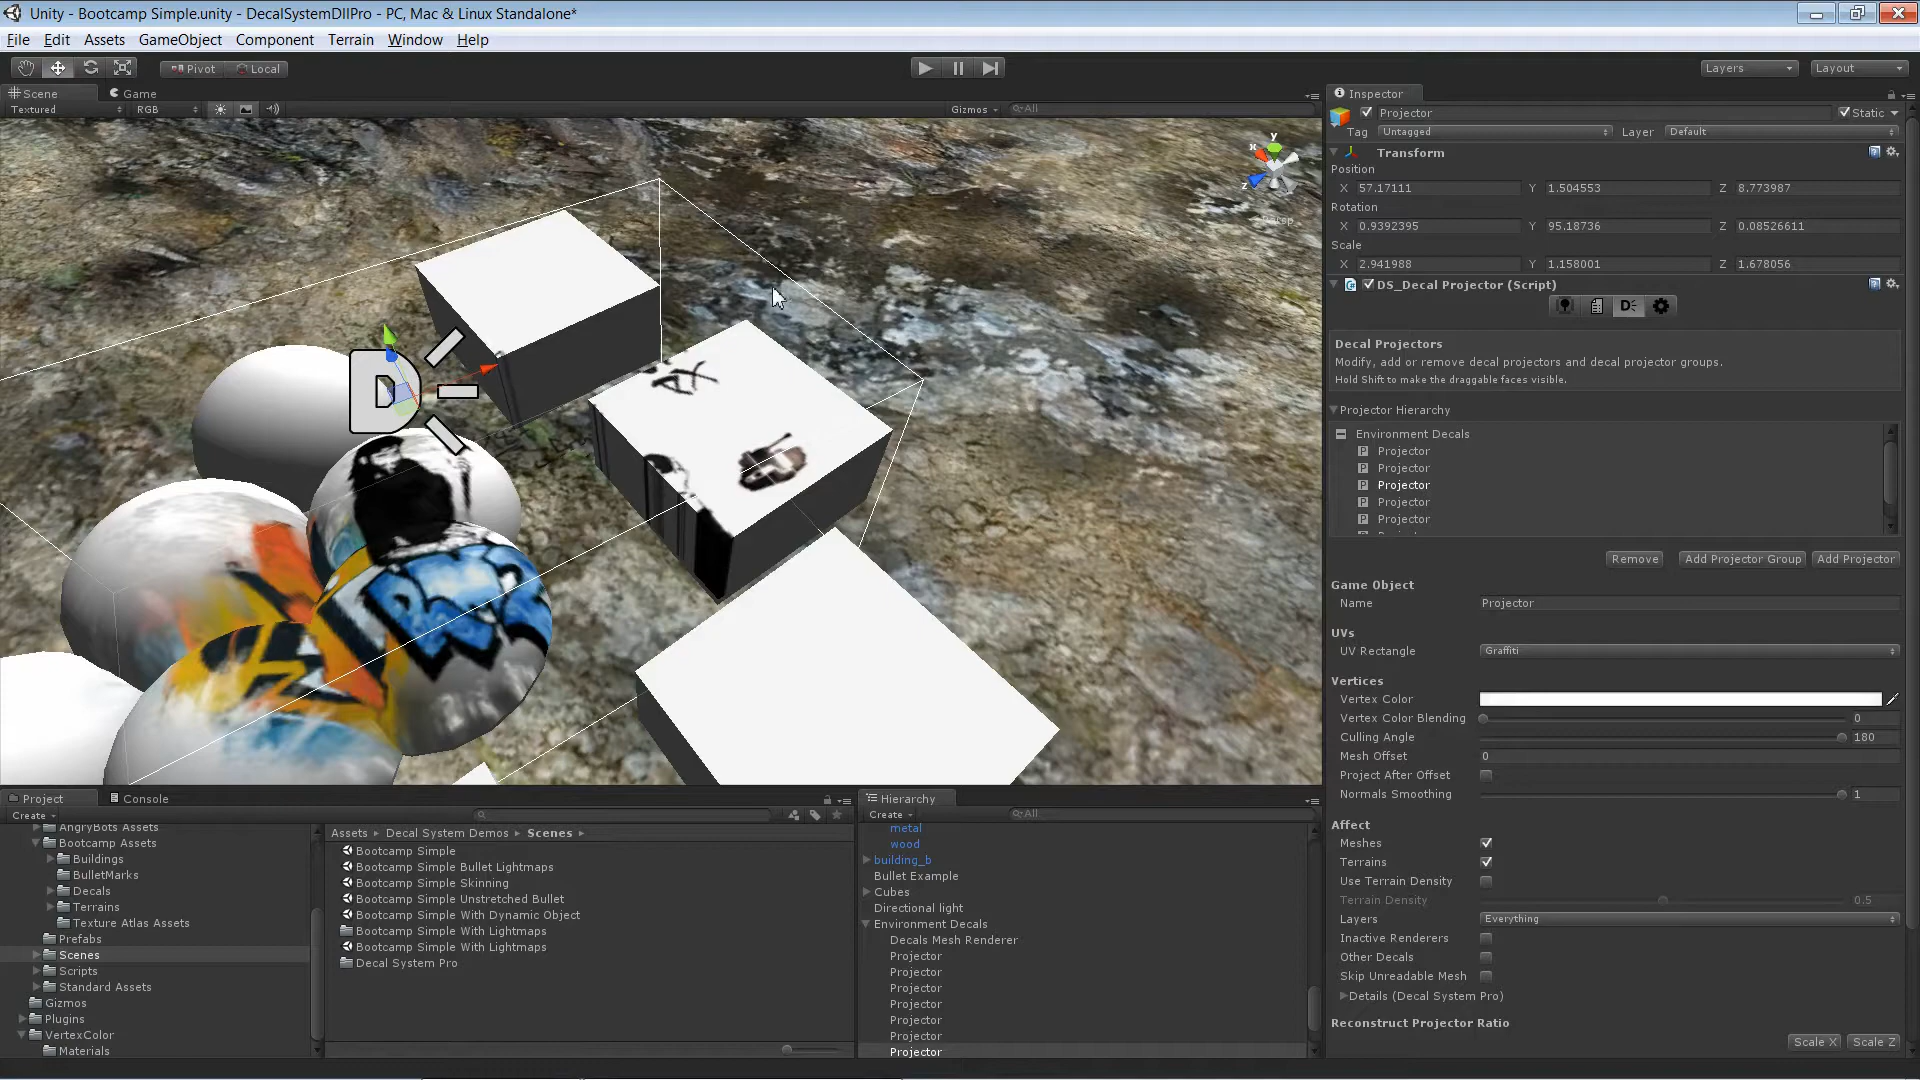 Unity - Bootcamp Simple.unity - DecalSystemDllPro - PC, Mac & Linux Standalone*
File Edit Assets GameObject Component Terrain Window Help
Pivot Local Layers Layout
Scene Game
Textured RGB Gizmos All
y
x
z
Persp
D
Inspector
Projector Static
Tag Untagged Layer Default
Transform
Position
X 57.17111 Y 1.504553 Z 8.773987
Rotation
X 0.9392395 Y 95.18736 Z 0.08526611
Scale
X 2.941988 Y 1.158001 Z 1.678056
DS_Decal Projector (Script)
D
Decal Projectors
Modify, add or remove decal projectors and decal projector groups.
Hold Shift to make the draggable faces visible.
Projector Hierarchy
Environment Decals
P Projector
P Projector
P Projector
P Projector
P Projector
Remove Add Projector Group Add Projector
Game Object
Name Projector
UVs
UV Rectangle Graffiti
Vertices
Vertex Color
Vertex Color Blending 0
Culling Angle 180
Mesh Offset 0
Project After Offset
Normals Smoothing 1
Affect
Meshes
Terrains
Use Terrain Density
Terrain Density 0.5
Layers Everything
Inactive Renderers
Other Decals
Skip Unreadable Mesh
Details (Decal System Pro)
Reconstruct Projector Ratio
Scale X Scale Z
Project Console
Create
AngryBots Assets
Bootcamp Assets
Buildings
BulletMarks
Decals
Terrains
Texture Atlas Assets
Prefabs
Scenes
Scripts
Standard Assets
Gizmos
Plugins
VertexColor
Materials
Assets Decal System Demos Scenes
Bootcamp Simple
Bootcamp Simple Bullet Lightmaps
Bootcamp Simple Skinning
Bootcamp Simple Unstretched Bullet
Bootcamp Simple With Dynamic Object
Bootcamp Simple With Lightmaps
Bootcamp Simple With Lightmaps
Decal System Pro
Hierarchy
Create All
metal
wood
building_b
Bullet Example
Cubes
Directional light
Environment Decals
Decals Mesh Renderer
Projector
Projector
Projector
Projector
Projector
Projector
Projector